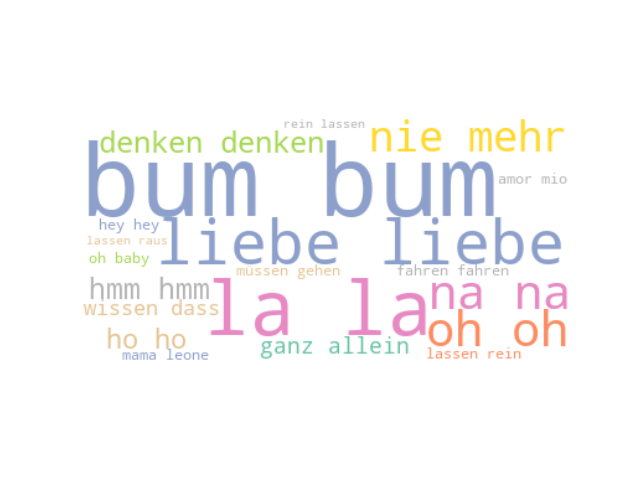 rein lassen
denken denken
nie mehr
bum bum
amor mio
hey hey
liebe liebe
lassen raus
oh baby
müssen gehen
fahren fahren
hmm hmm
la la
na na
wissen dass
oh oh
ho ho
ganz allein
mama leone
lassen rein